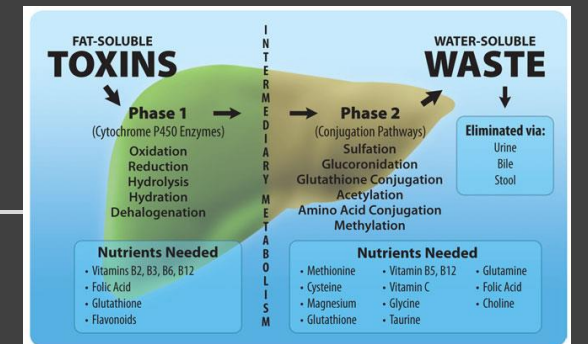 FAT-SOLUBLE
TOXINS
Phase 1
(Cytochrome P450 Enzymes)
Oxidation
Reduction
Hydrolysis
Hydration
Dehalogenation
Nutrients Needed
• Vitamins B2, B3, B6, B12
• Folic Acid
• Glutathione
• Flavonoids
INTERMEDIARY METABOLISM
Phase 2
(Conjugation Pathways)
Sulfation
Glucoronidation
Glutathione Conjugation
Acetylation
Amino Acid Conjugation
Methylation
Nutrients Needed
• Methionine
• Cysteine
• Magnesium
• Glutathione
• Vitamin B5, B12
• Vitamin C
• Glycine
• Taurine
• Glutamine
• Folic Acid
• Choline
WATER-SOLUBLE
WASTE
Eliminated via:
Urine
Bile
Stool